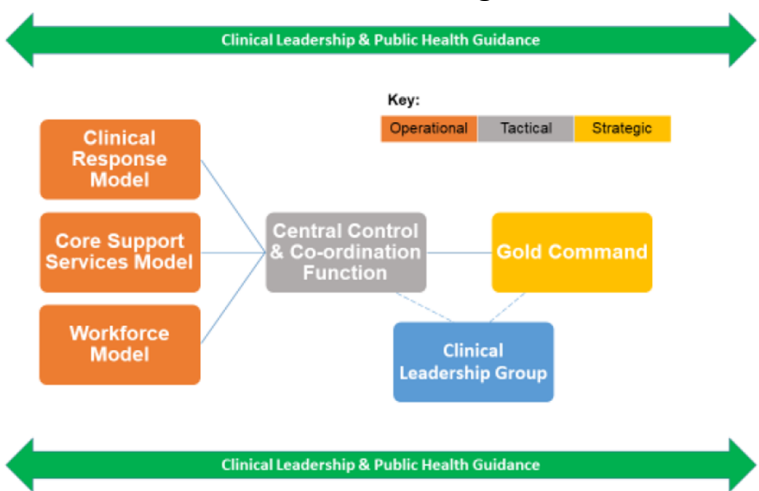 Clinical Leadership & Public Health Guidance
Key:
Operational Tactical Strategic
Clinical
Response
Model
Core Support
Services Model
Workforce
Model
Central Control
& Co-ordination
Function
Gold Command
Clinical
Leadership Group
Clinical Leadership & Public Health Guidance